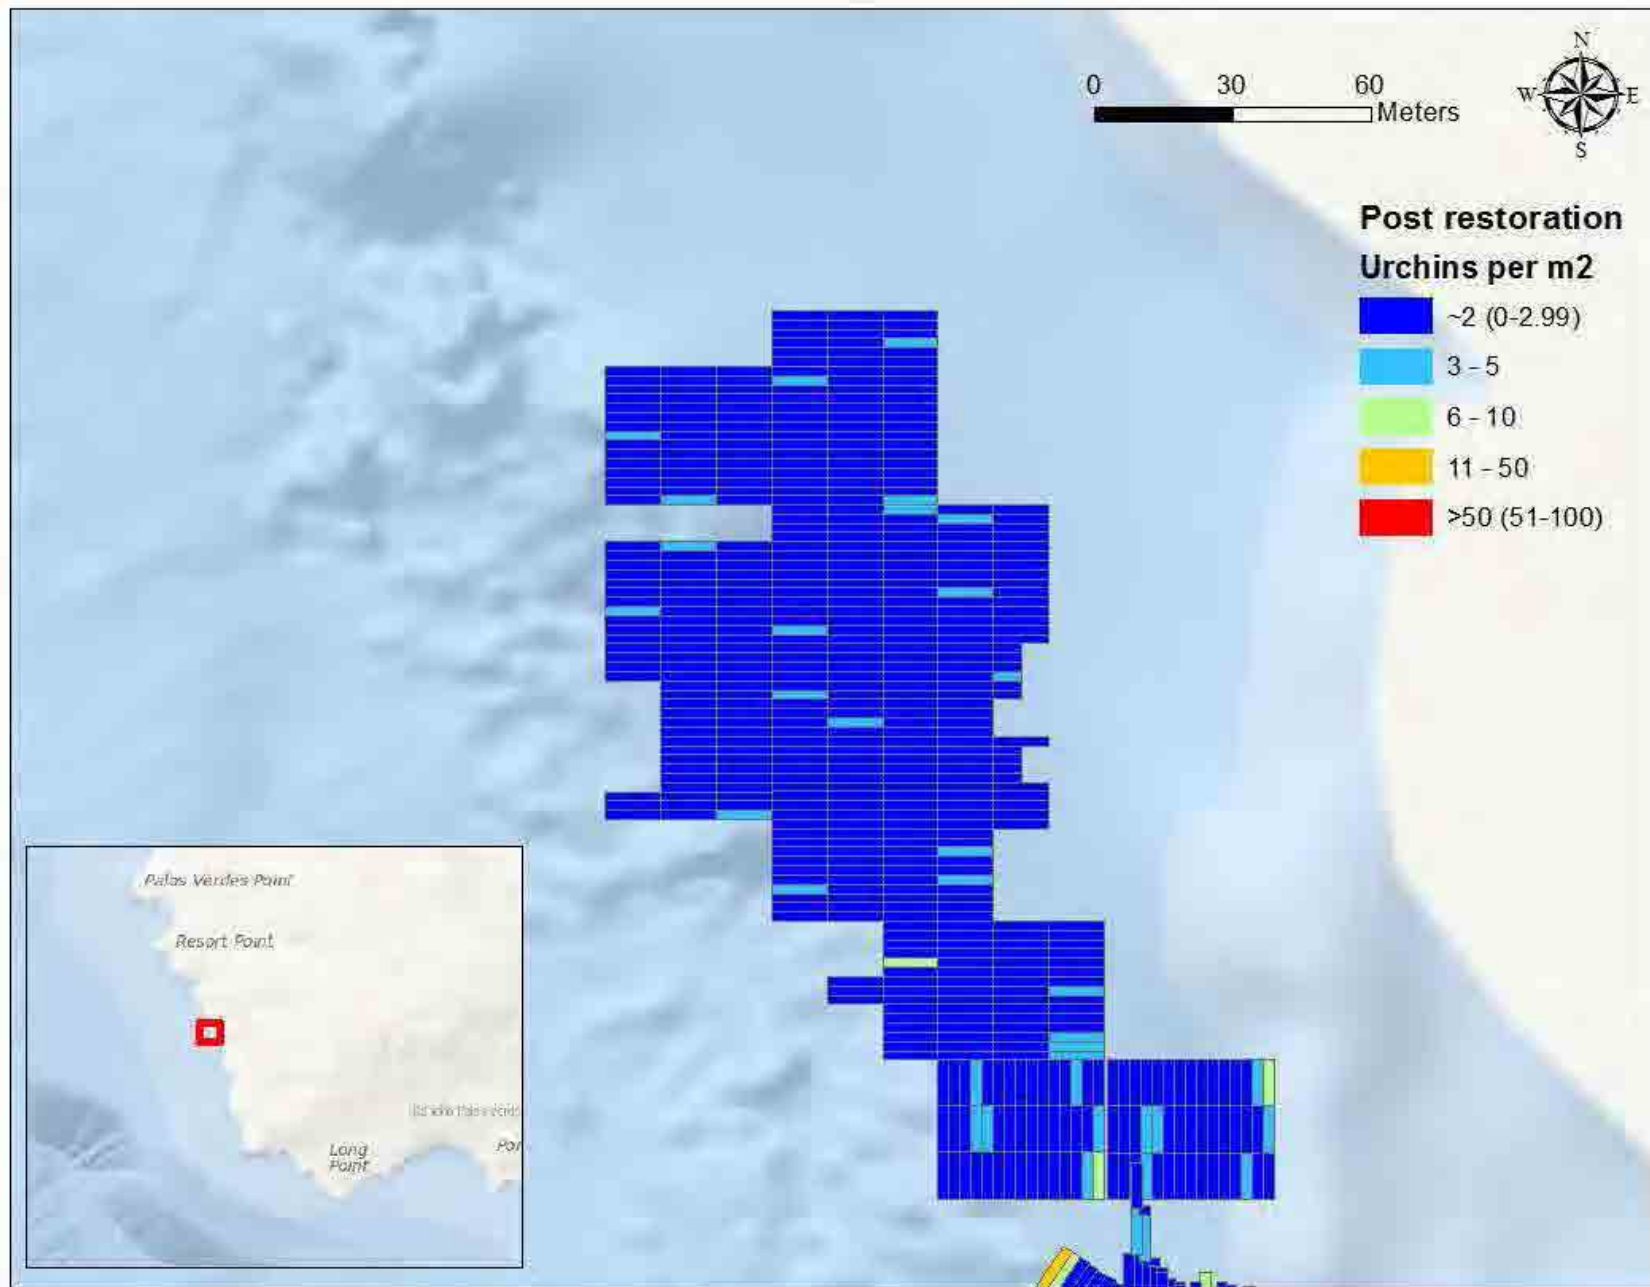 N
W E
S
0 30 60
Meters
Post restoration
Urchins per m2
~2 (0-2.99)
3 - 5
6 - 10
11 - 50
>50 (51-100)
Palos Verdes Point
Resort Point
Long
Point